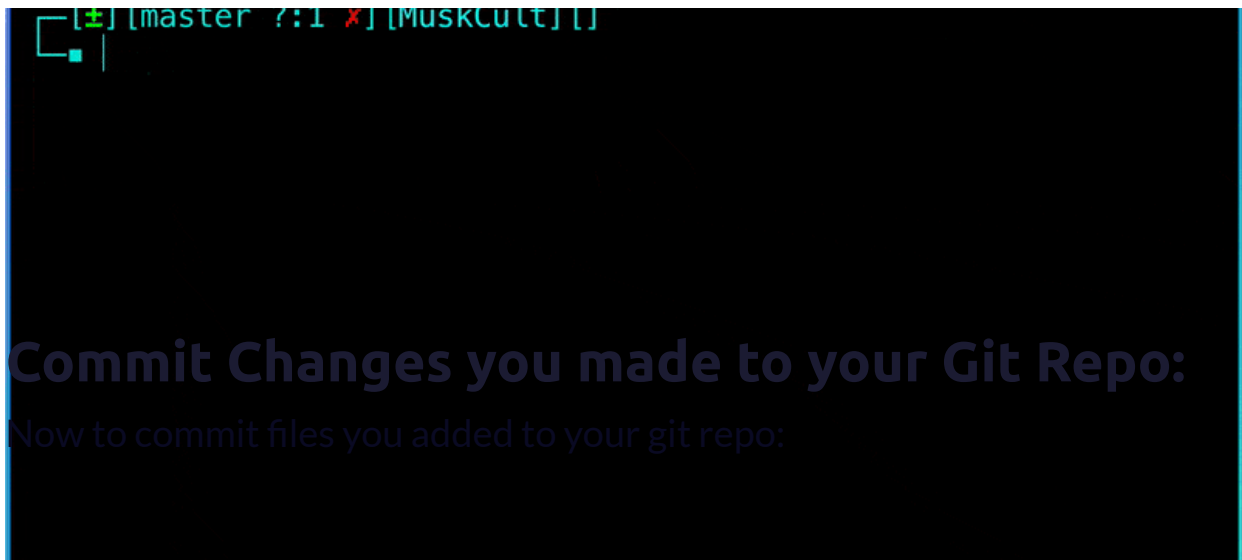 ┌─[±][master ?:1 ✗][MuskCult][]
└─▪
Commit Changes you made to your Git Repo:
Now to commit files you added to your git repo: